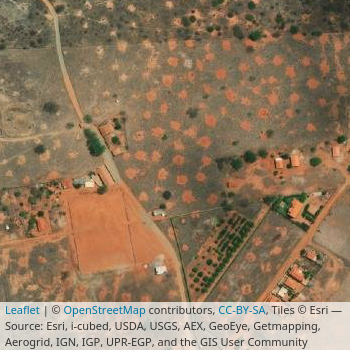 Leaflet | © OpenStreetMap contributors, CC-BY-SA, Tiles © Esri —
Source: Esri, i-cubed, USDA, USGS, AEX, GeoEye, Getmapping,
Aerogrid, IGN, IGP, UPR-EGP, and the GIS User Community